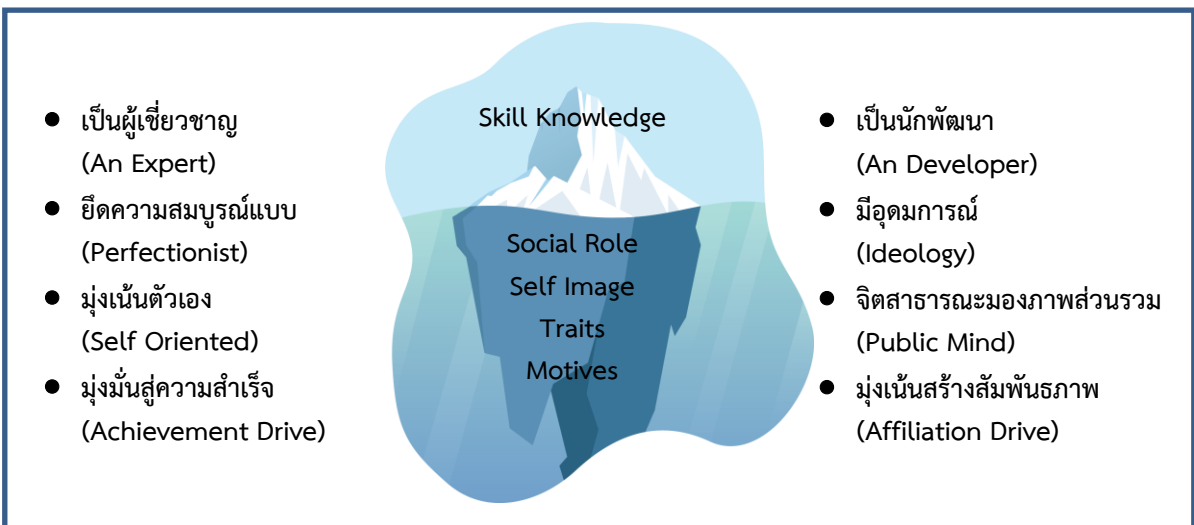 เป็นผู้เชี่ยวชาญ
(An Expert)
ยึดความสมบูรณ์แบบ
(Perfectionist)
มุ่งเน้นตัวเอง
(Self Oriented)
มุ่งมั่นสู่ความสำเร็จ
(Achievement Drive)
Skill Knowledge
Social Role
Self Image
Traits
Motives
เป็นนักพัฒนา
(An Developer)
มีอุดมการณ์
(Ideology)
จิตสาธารณะมองภาพส่วนรวม
(Public Mind)
มุ่งเน้นสร้างสัมพันธภาพ
(Affiliation Drive)